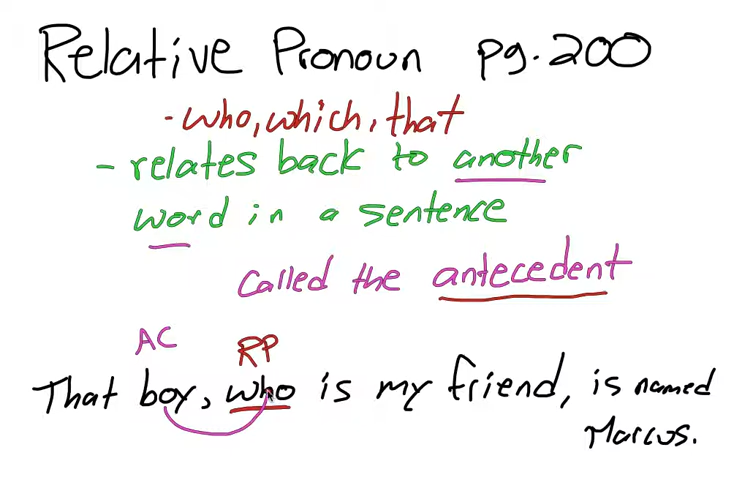 Relative Pronoun pg. 200
- who, which, that
- relates back to another
word in a sentence
called the antecedent
AC RP
That boy, who is my friend, is named
Marcus.